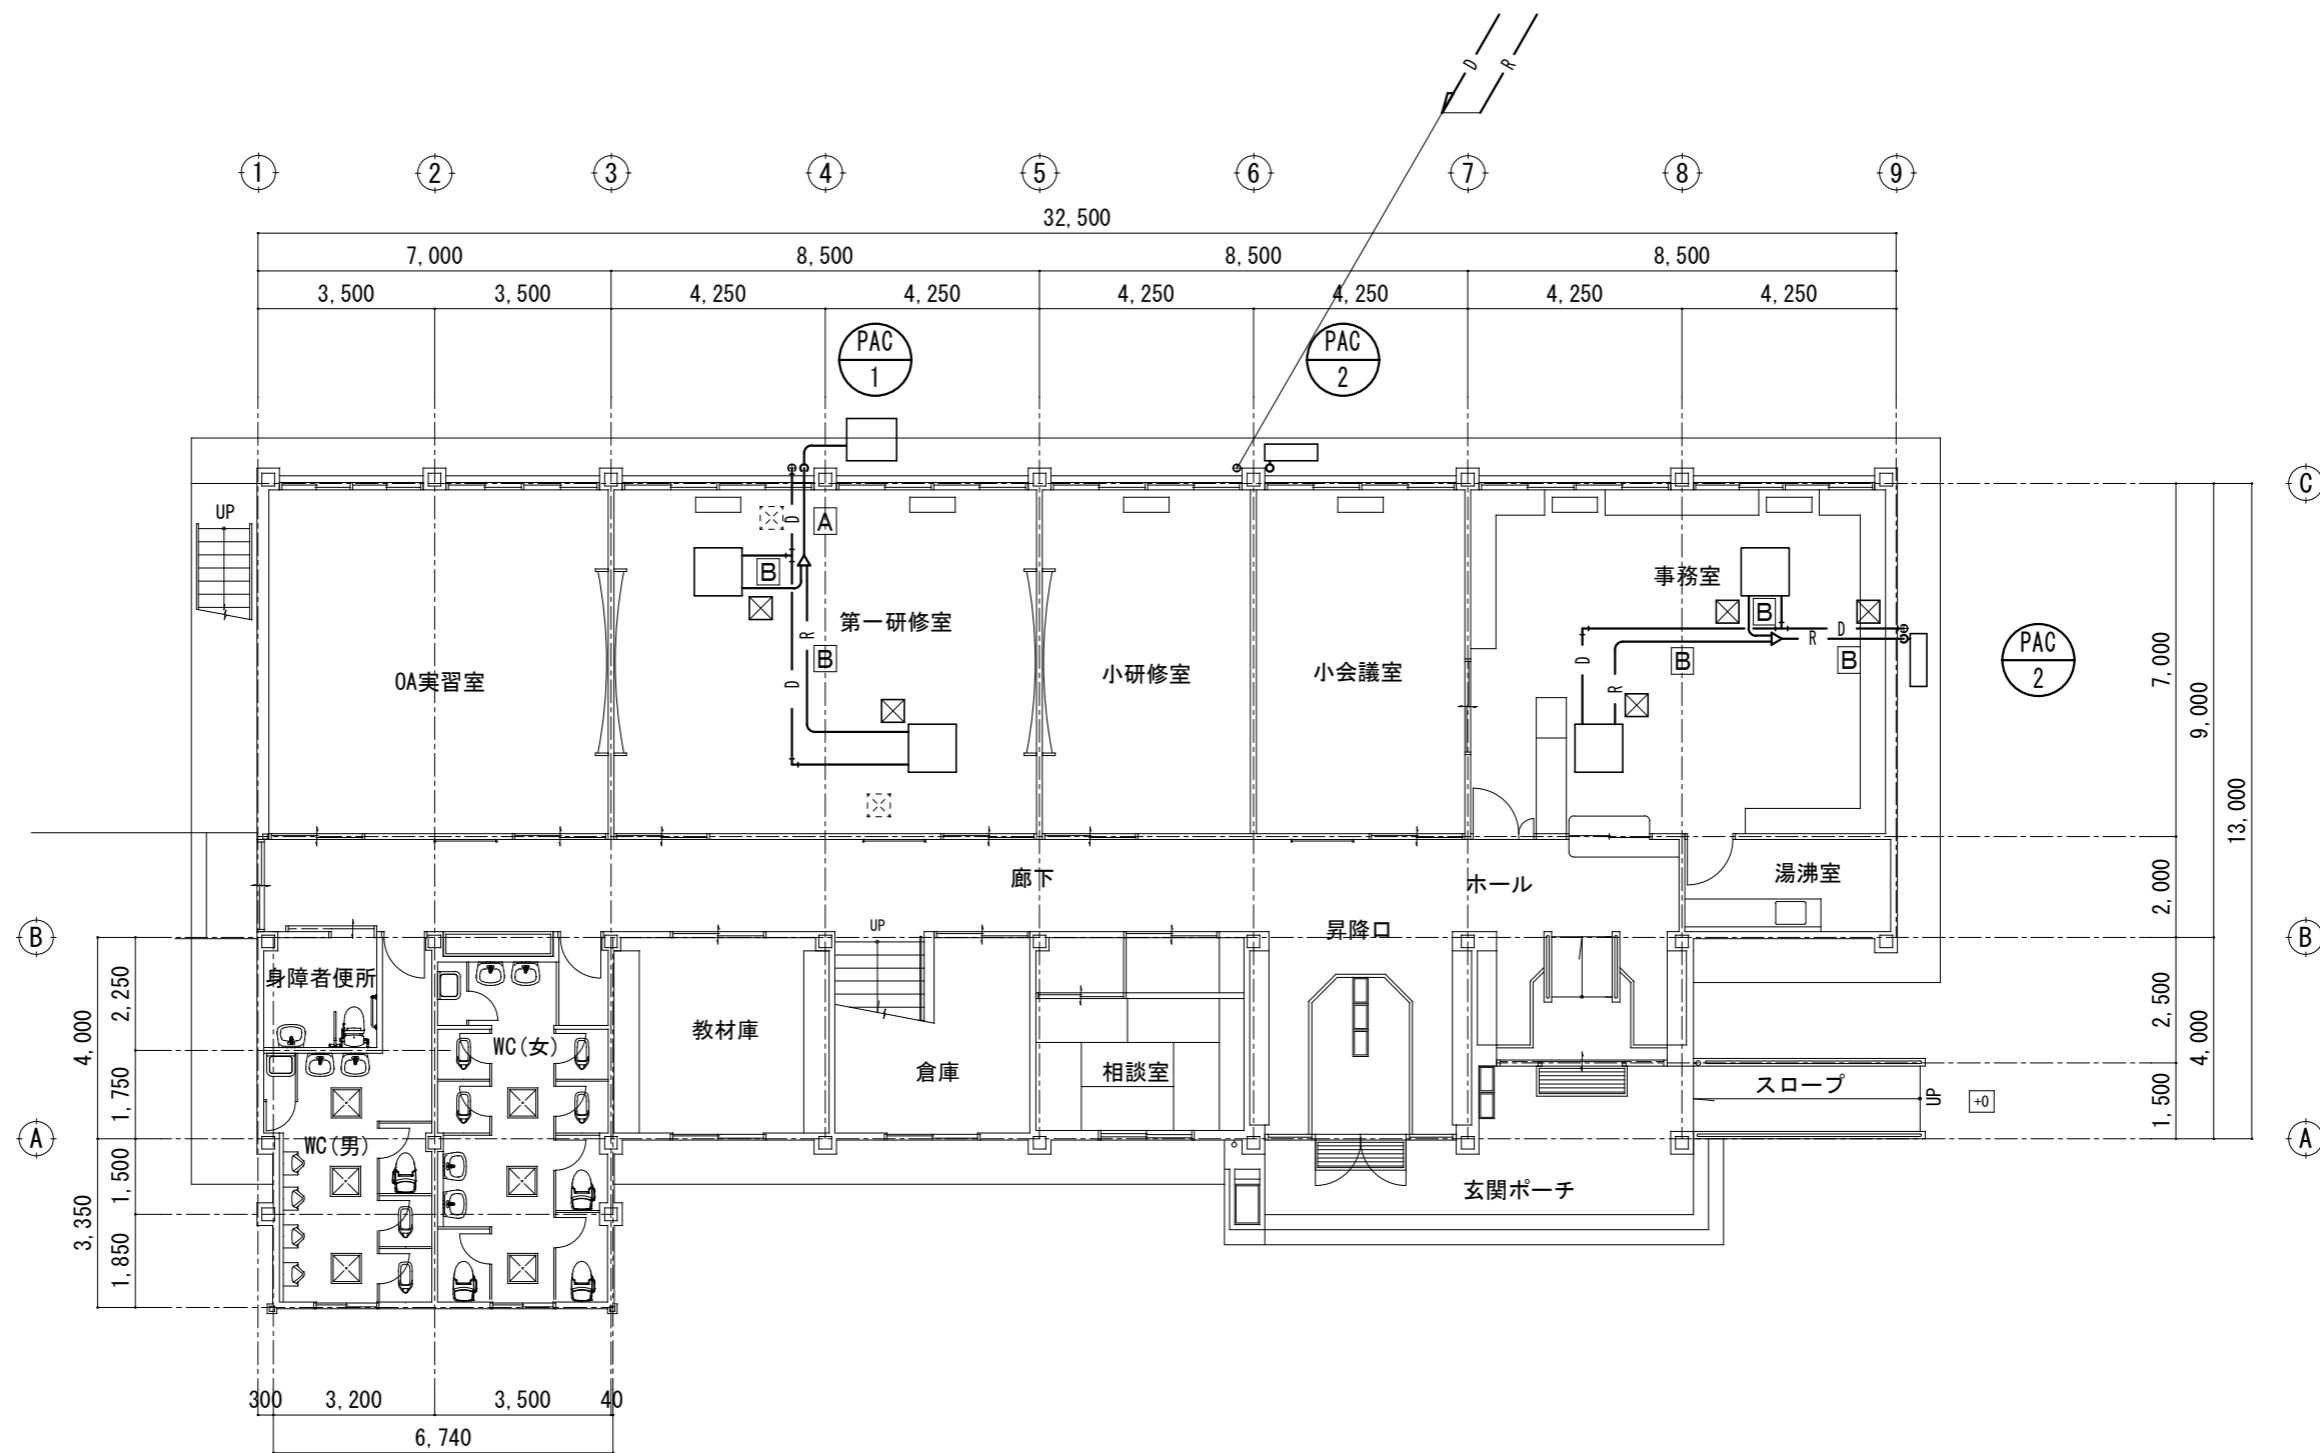 D
R
1
2
3
4
5
6
7
8
9
32,500
7,000
8,500
8,500
8,500
3,500
3,500
4,250
4,250
4,250
4,250
4,250
4,250
PAC
1
PAC
2
C
UP
D
A
B
R
第一研修室
B
D
OA実習室
小研修室
小会議室
事務室
B
D
R
D
B
B
R
PAC
2
7,000
9,000
13,000
廊下
ホール
湯沸室
2,000
B
UP
昇降口
B
身障者便所
2,250
4,000
WC(女)
教材庫
倉庫
相談室
スロープ
UP
+0
2,500
4,000
1,750
1,500
A
WC(男)
A
1,500
3,350
玄関ポーチ
1,850
300
3,200
3,500
40
6,740